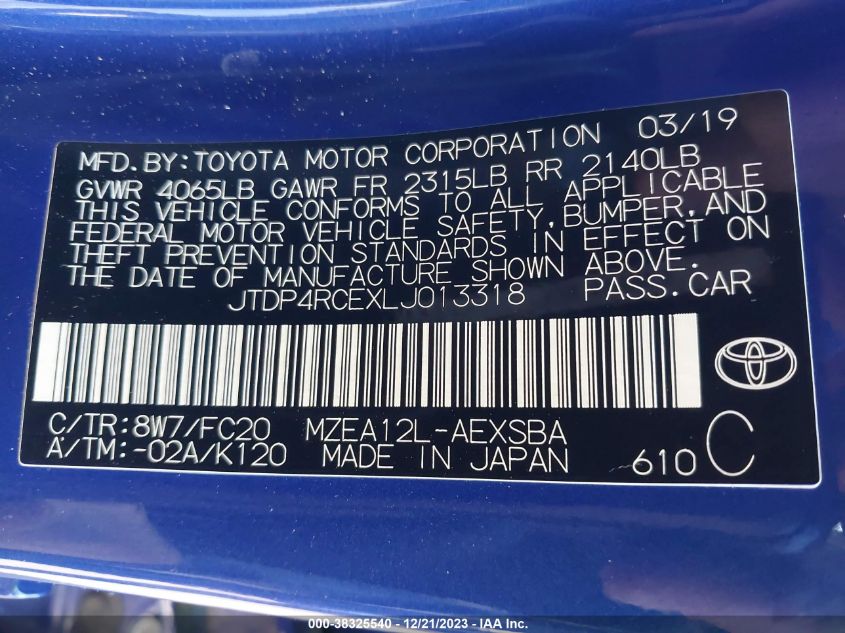 MFD.BY:TOYOTA MOTOR CORPORATION 03/19
GVWR 4065LB GAWR FR 2315LB RR 2140LB
THIS VEHICLE CONFORMS TO ALL APPLICABLE
FEDERAL MOTOR VEHICLE SAFETY,BUMPER,AND
THEFT PREVENTION STANDARDS IN EFFECT ON
THE DATE OF MANUFACTURE SHOWN ABOVE.
JTDP4RCEXLJ013318 PASS.CAR
C/TR:8W7/FC20 MZEA12L-AEXSBA
A/TM:-02A/K120 MADE IN JAPAN 610 C
000-38325540 - 12/21/2023 - IAA Inc.